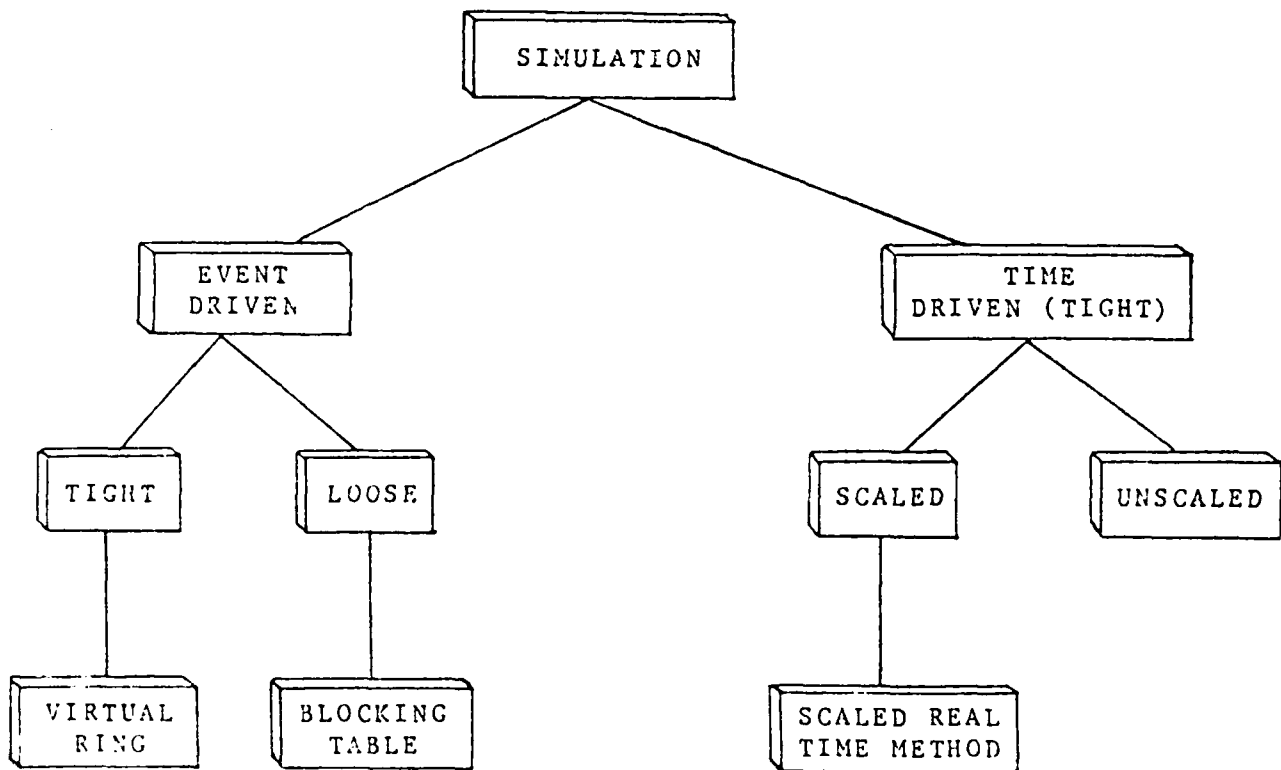 SIMULATION
EVENT
DRIVEN
TIME
DRIVEN (TIGHT)
TIGHT
LOOSE
SCALED
UNSCALED
VIRTUAL
RING
BLOCKING
TABLE
SCALED REAL
TIME METHOD